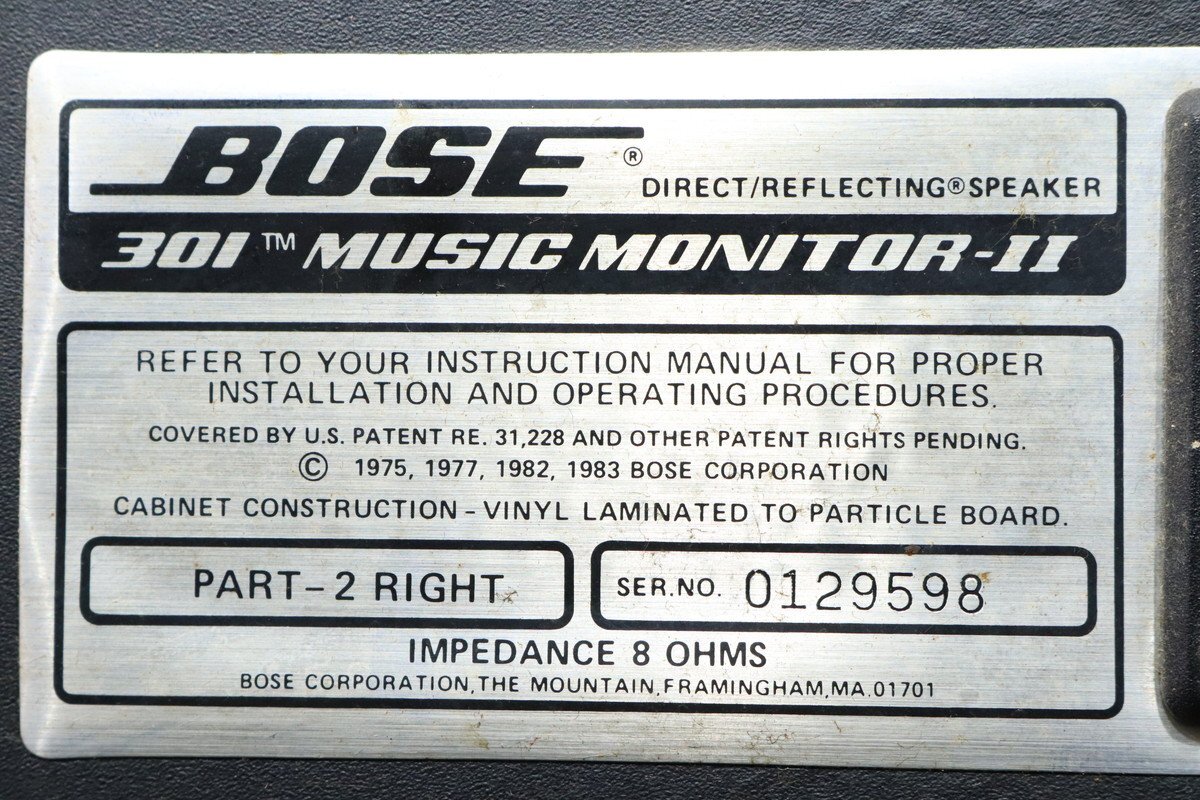 BOSE®
DIRECT/REFLECTING® SPEAKER
301™ MUSIC MONITOR-II
REFER TO YOUR INSTRUCTION MANUAL FOR PROPER
INSTALLATION AND OPERATING PROCEDURES.
COVERED BY U.S. PATENT RE. 31,228 AND OTHER PATENT RIGHTS PENDING.
© 1975, 1977, 1982, 1983 BOSE CORPORATION
CABINET CONSTRUCTION – VINYL LAMINATED TO PARTICLE BOARD.
PART–2 RIGHT
SER.NO. 0129598
IMPEDANCE 8 OHMS
BOSE CORPORATION, THE MOUNTAIN, FRAMINGHAM, MA. 01701